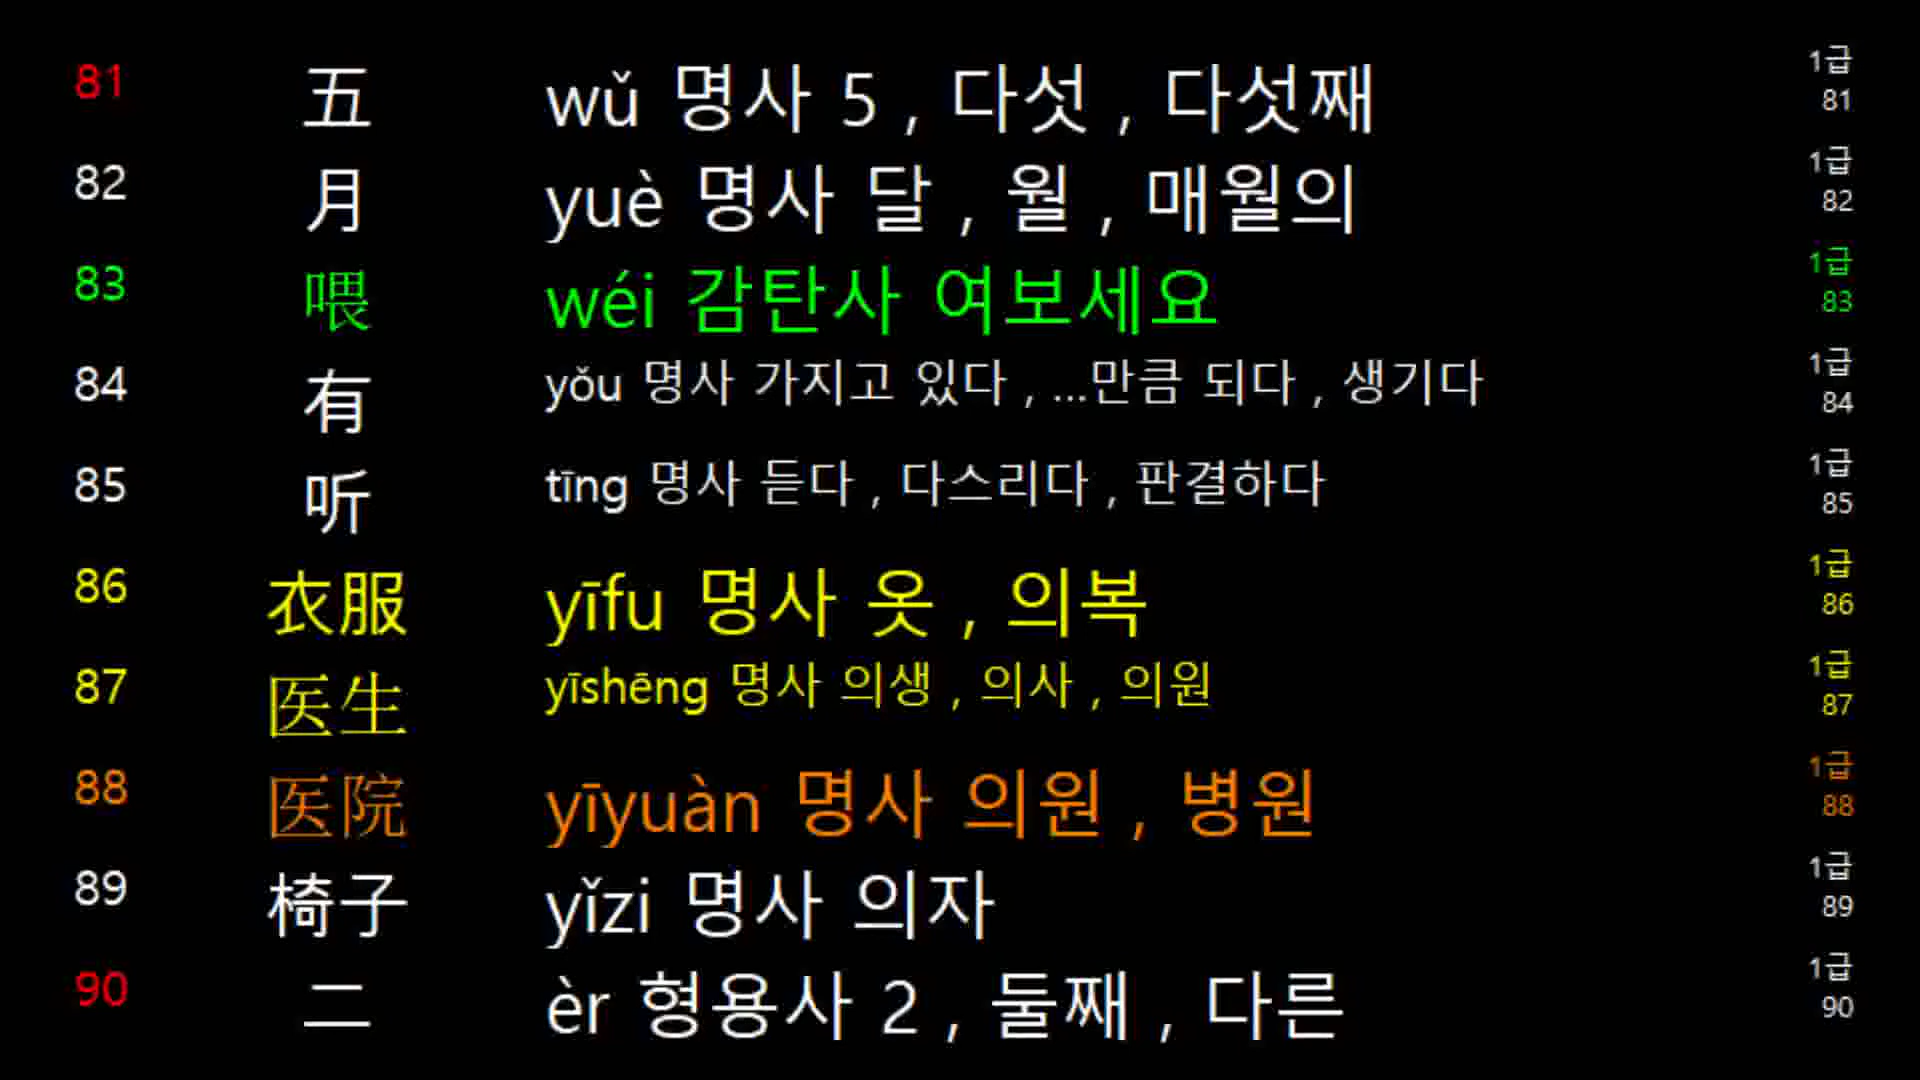 81 五 wǔ 명사 5 , 다섯 , 다섯째 1급 81
82 月 yuè 명사 달 , 월 , 매월의 1급 82
83 喂 wéi 감탄사 여보세요 1급 83
84 有 yǒu 명사 가지고 있다 , ...만큼 되다 , 생기다 1급 84
85 听 tīng 명사 듣다 , 다스리다 , 판결하다 1급 85
86 衣服 yīfu 명사 옷 , 의복 1급 86
87 医生 yīshēng 명사 의생 , 의사 , 의원 1급 87
88 医院 yīyuàn 명사 의원 , 병원 1급 88
89 椅子 yǐzi 명사 의자 1급 89
90 二 èr 형용사 2 , 둘째 , 다른 1급 90